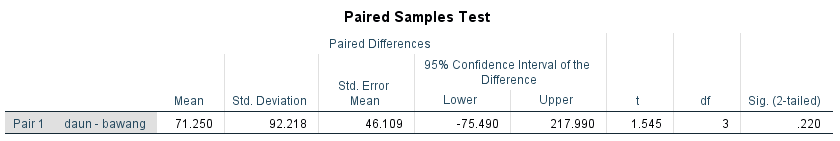 Paired Samples Test
Paired Differences
95% Confidence Interval of the
Difference
Mean Std. Deviation Std. Error Mean Lower Upper t df Sig. (2-tailed)
Pair 1 daun - bawang 71.250 92.218 46.109 -75.490 217.990 1.545 3 .220